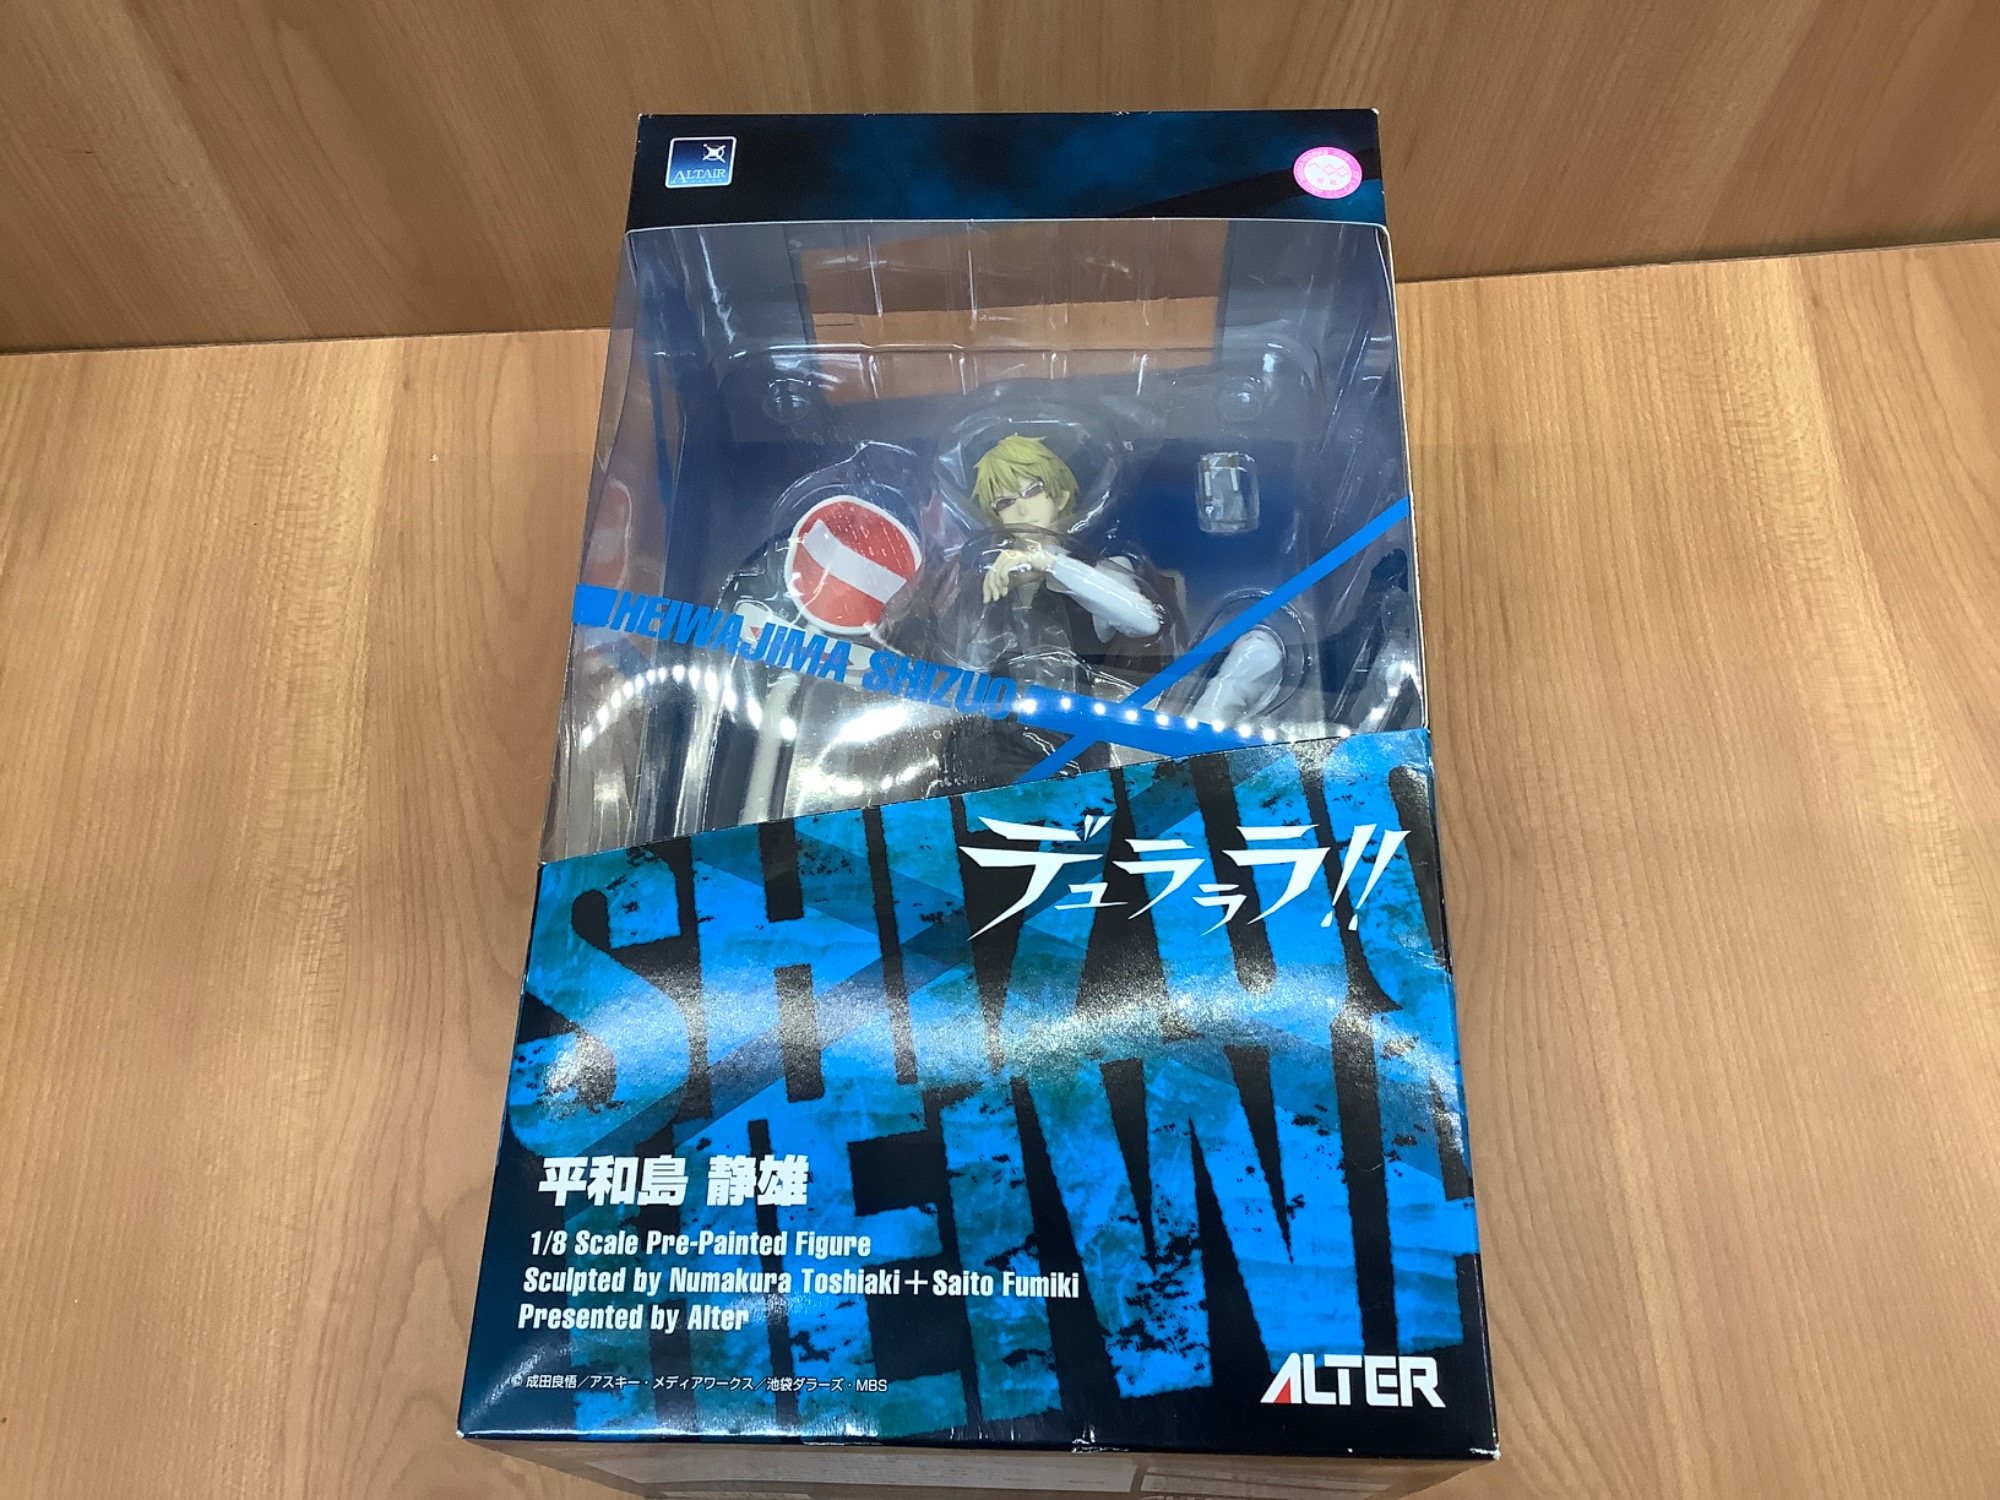 ALTAiR
HEIWAJIMA SHIZUO
デュラララ!!
SHIZUO
HEIWA
平和島 静雄
1/8 Scale Pre-Painted Figure
Sculpted by Numakura Toshiaki+Saito Fumiki
Presented by Alter
© 成田良悟／アスキー・メディアワークス／池袋ダラーズ・MBS
ALTER